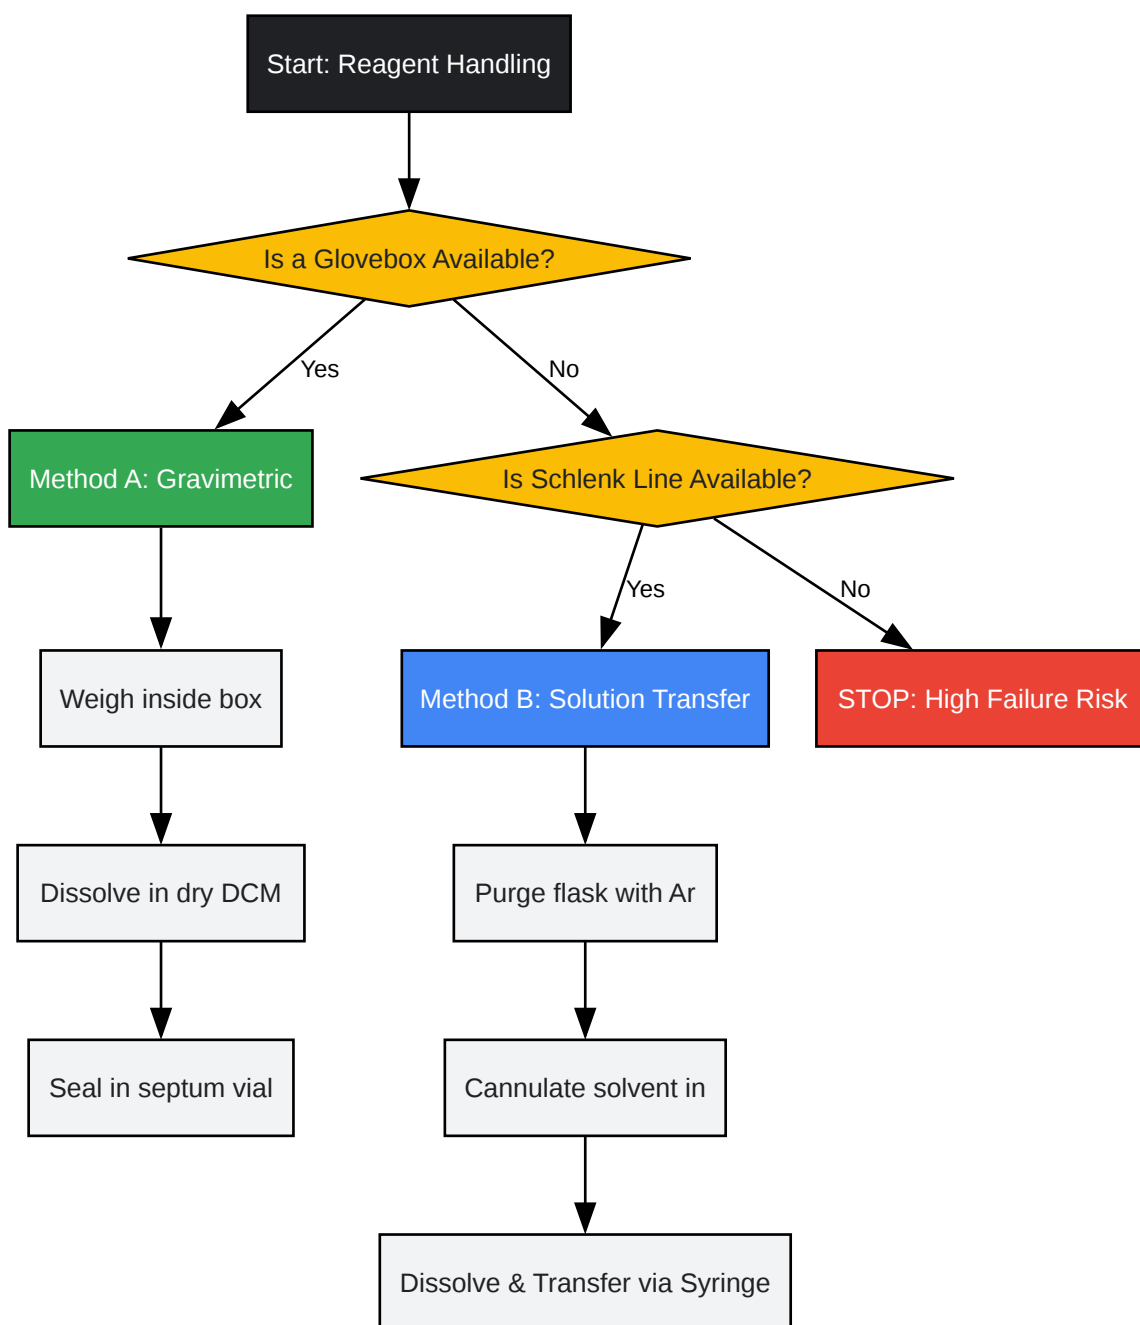 Start: Reagent Handling
Is a Glovebox Available?
Yes
No
Method A: Gravimetric
Is Schlenk Line Available?
Yes
No
Weigh inside box
Method B: Solution Transfer
STOP: High Failure Risk
Dissolve in dry DCM
Purge flask with Ar
Seal in septum vial
Cannulate solvent in
Dissolve & Transfer via Syringe